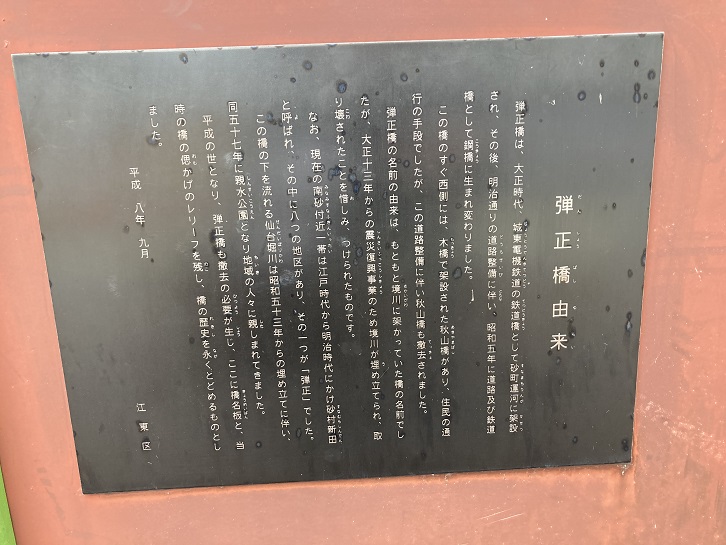 弾正橋由来
弾正橋は、大正時代、城東電機鉄道の鉄道橋として砂町運河に架設
され、その後、明治通りの道路整備に伴い、昭和五年に道路及び鉄道
橋として鋼橋に生まれ変わりました。
この橋のすぐ西側には、木橋で架設された秋山橋があり、住民の通
行の手段でしたが、この道路整備に伴い秋山橋も撤去されました。
弾正橋の名前の由来は、もともと境川に架かっていた橋の名前でし
たが、大正十三年からの震災復興事業のため境川が埋め立てられ、取
り壊されたことを惜しみ、つけられたものです。
なお、現在の南砂付近一帯は江戸時代から明治時代にかけ砂村新田
と呼ばれ、その中に八つの地区があり、その一つが「弾正」でした。
この橋の下を流れる仙台堀川は昭和五十三年からの埋め立てに伴い、
同五十七年に親水公園となり地域の人々に親しまれてきました。
平成の世となり、弾正橋も撤去の必要が生じ、ここに橋名板と、当
時の橋の偲かげのレリーフを残し、橋の歴史を永くとどめるものとし
ました。
平成 八年 九月
江東区